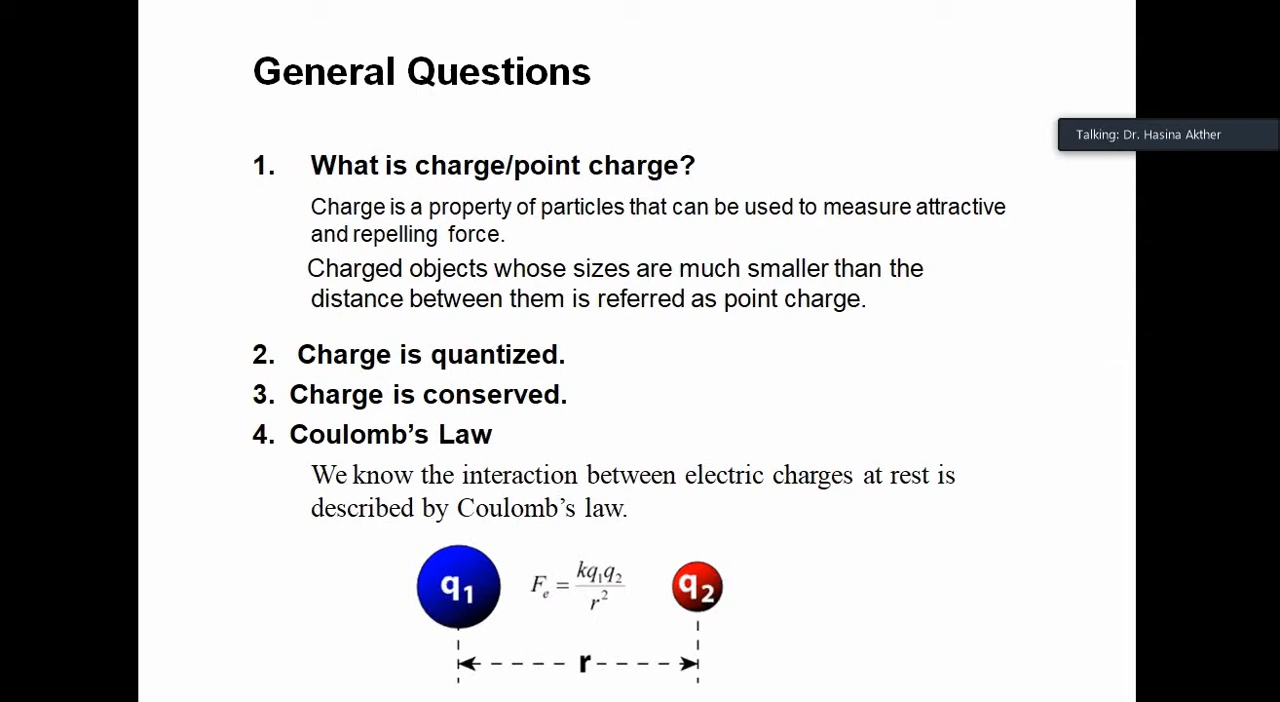 General Questions
Talking: Dr. Hasina Akther
1. What is charge/point charge?
Charge is a property of particles that can be used to measure attractive
and repelling force.
Charged objects whose sizes are much smaller than the
distance between them is referred as point charge.
2. Charge is quantized.
3. Charge is conserved.
4. Coulomb’s Law
We know the interaction between electric charges at rest is
described by Coulomb’s law.
q₁ Fₑ = kq₁q₂ / r² q₂
r